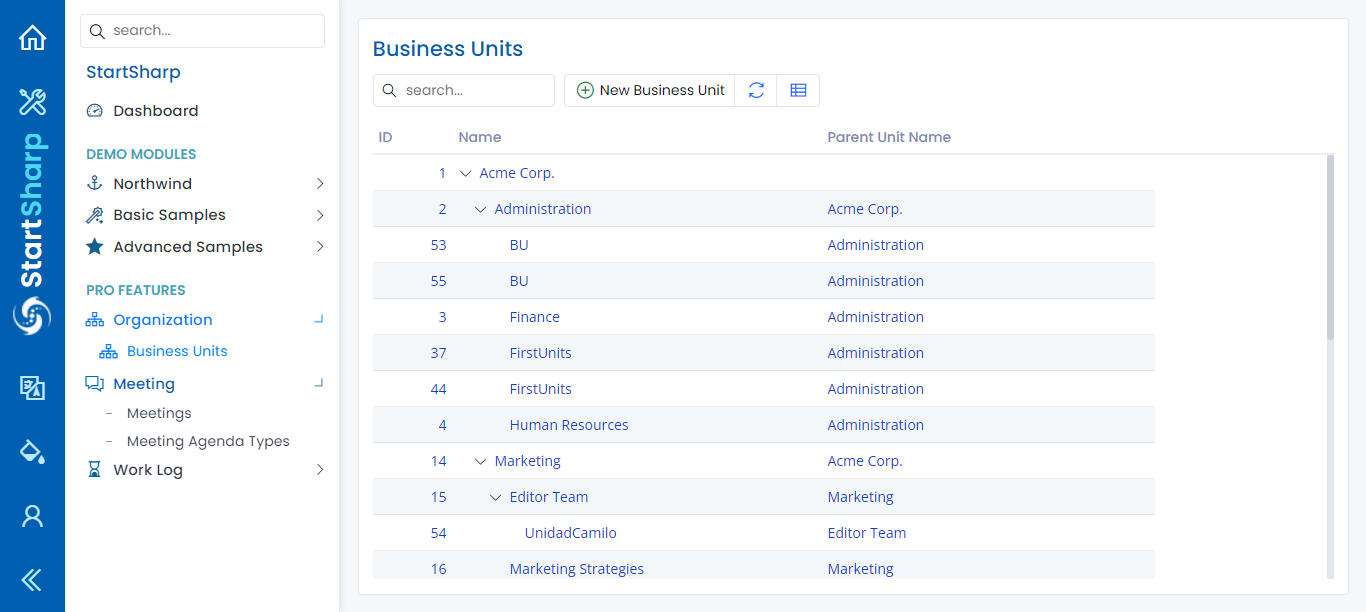 StartSharp
search...
StartSharp
Dashboard
DEMO MODULES
Northwind
Basic Samples
Advanced Samples
PRO FEATURES
Organization
Business Units
Meeting
Meetings
Meeting Agenda Types
Work Log
Business Units
search... New Business Unit
ID Name Parent Unit Name
1 Acme Corp.
2 Administration Acme Corp.
53 BU Administration
55 BU Administration
3 Finance Administration
37 FirstUnits Administration
44 FirstUnits Administration
4 Human Resources Administration
14 Marketing Acme Corp.
15 Editor Team Marketing
54 UnidadCamilo Editor Team
16 Marketing Strategies Marketing